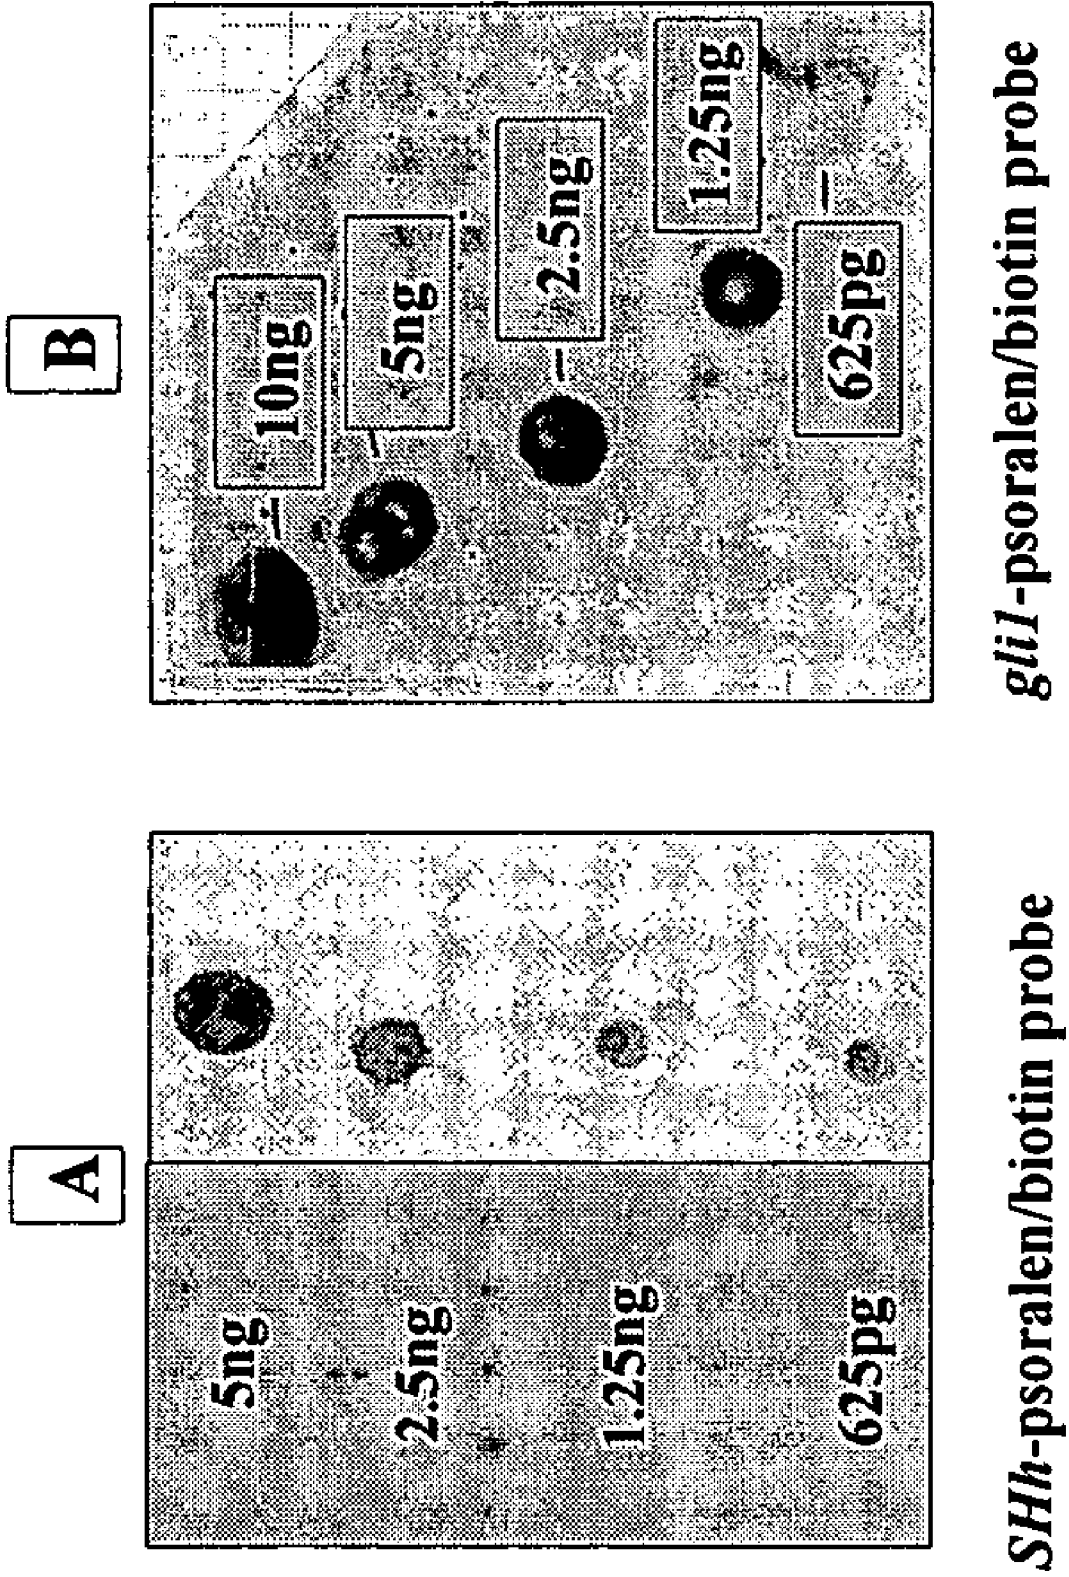 A
5ng
2.5ng
1.25ng
625pg
SHh-psoralen/biotin probe
B
10ng
5ng
2.5ng
1.25ng
625pg
gli1-psoralen/biotin probe